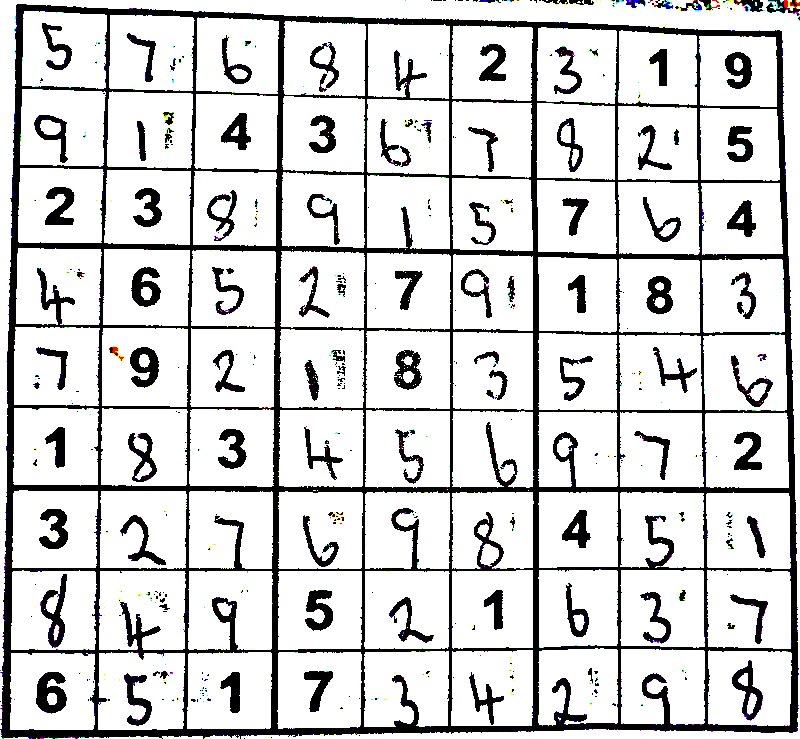 5 7 6 8 4 2 3 1 9
9 1 4 3 6 7 8 2 5
2 3 8 9 1 5 7 6 4
4 6 5 2 7 9 1 8 3
7 9 2 1 8 3 5 4 6
1 8 3 4 5 6 9 7 2
3 2 7 6 9 8 4 5 1
8 4 9 5 2 1 6 3 7
6 5 1 7 3 4 2 9 8